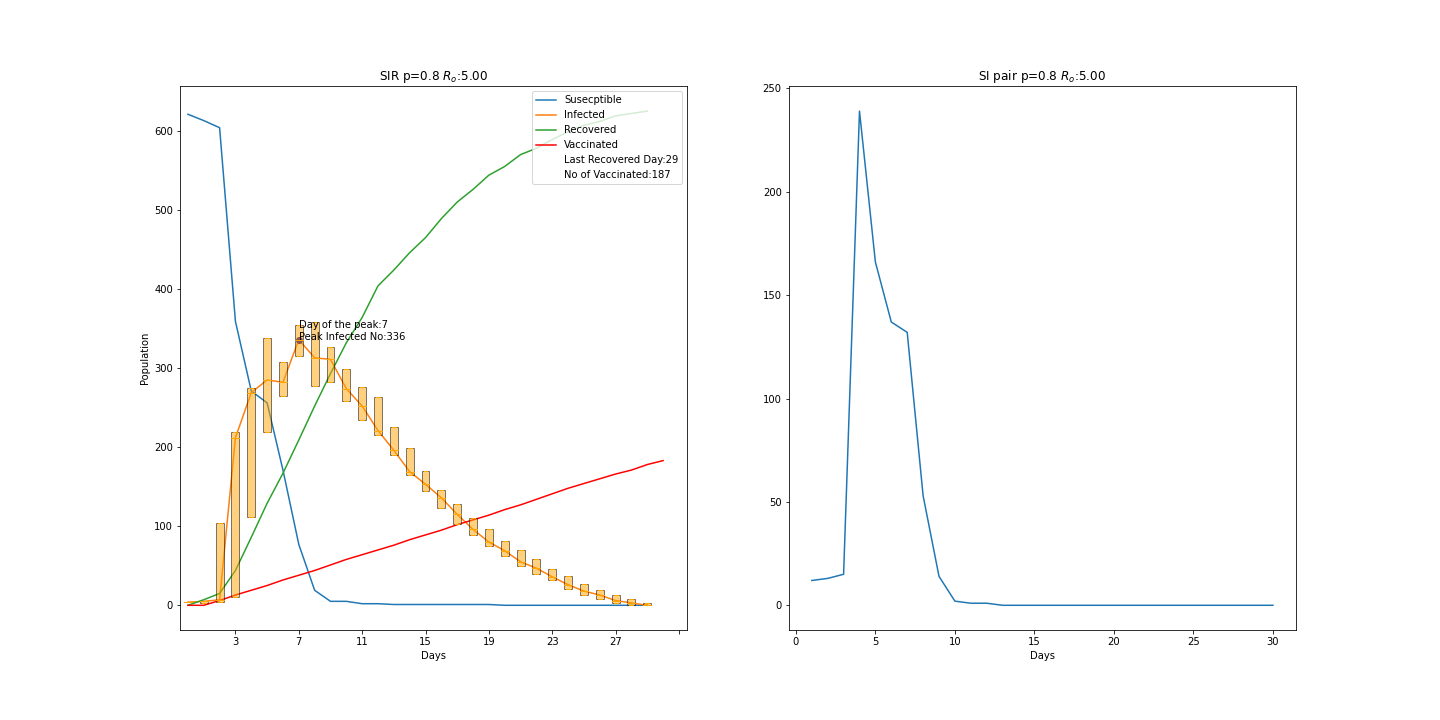 SIR p=0.8 Rₒ:5.00
Susecptible
Infected
Recovered
Vaccinated
Last Recovered Day:29
No of Vaccinated:187
Day of the peak:7
Peak Infected No:336
Population
600
500
400
300
200
100
0
3 7 11 15 19 23 27
Days
SI pair p=0.8 Rₒ:5.00
250
200
150
100
50
0
0 5 10 15 20 25 30
Days